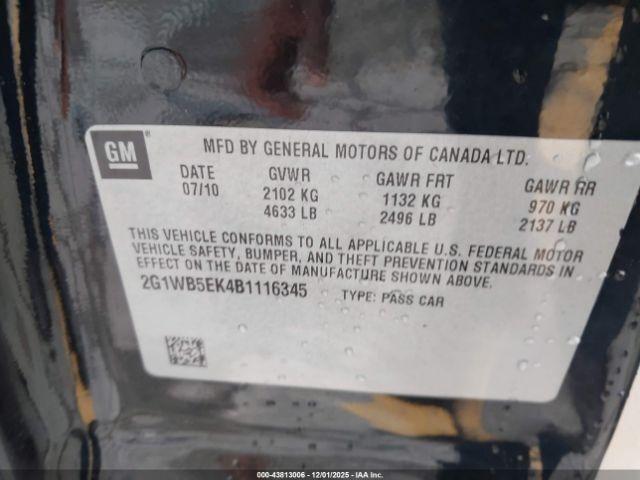 GM ®
MFD BY GENERAL MOTORS OF CANADA LTD.
DATE GVWR GAWR FRT GAWR RR
07/10 2102 KG 1132 KG 970 KG
4633 LB 2496 LB 2137 LB
THIS VEHICLE CONFORMS TO ALL APPLICABLE U.S. FEDERAL MOTOR
VEHICLE SAFETY, BUMPER, AND THEFT PREVENTION STANDARDS IN
EFFECT ON THE DATE OF MANUFACTURE SHOWN ABOVE.
2G1WB5EK4B1116345 TYPE: PASS CAR
000-43813006 - 12/01/2025 - IAAI.COM